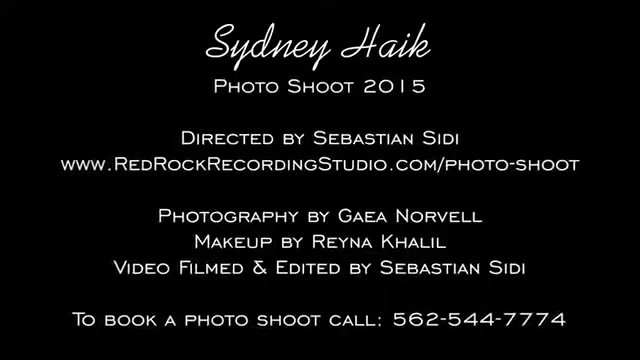 Sydney Haik
Photo Shoot 2015
Directed by Sebastian Sidi
www.RedRockRecordingStudio.com/photo-shoot
Photography by Gaea Norvell
Makeup by Reyna Khalil
Video Filmed & Edited by Sebastian Sidi
To book a photo shoot call: 562-544-7774